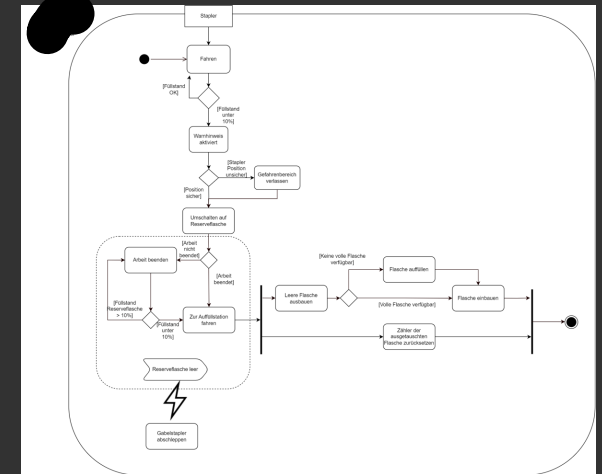 Stapler
Fahren
[Füllstand
OK]
[Füllstand
unter
10%]
Warnhinweis
aktiviert
[Stapler
Position
unsicher]
Gefahrenbereich
verlassen
[Position
sicher]
Umschalten auf
Reserveflasche
[Arbeit
nicht
beendet]
Arbeit beenden
[Arbeit
beendet]
[Füllstand
Reserveflasche
> 10%]
[Füllstand
unter
10%]
Zur Auffüllstation
fahren
Reserveflasche leer
Gabelstapler
abschleppen
Leere Flasche
ausbauen
[Keine volle Flasche
verfügbar]
Flasche auffüllen
[Volle Flasche verfügbar]
Flasche einbauen
Zähler der
ausgetauschten
Flasche zurücksetzen